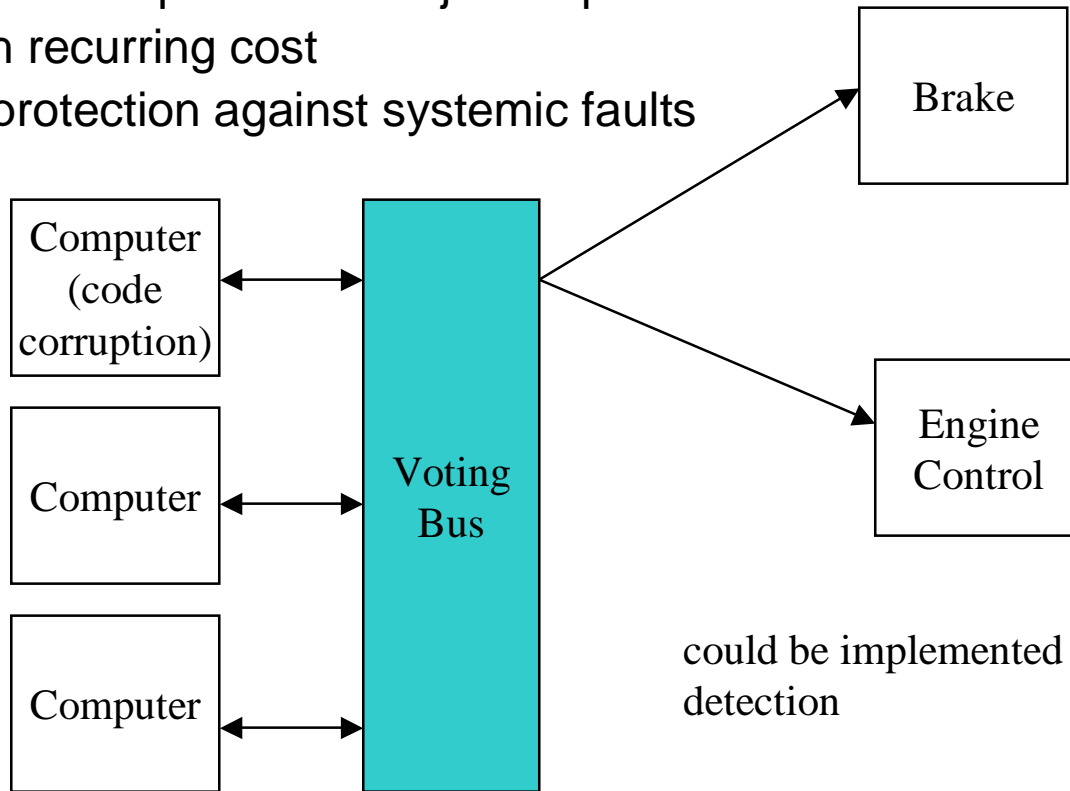 recurring cost
protection against systemic faults
Brake
Computer
(code
corruption)
Computer
Voting
Bus
Engine
Control
Computer
could be implemented
detection